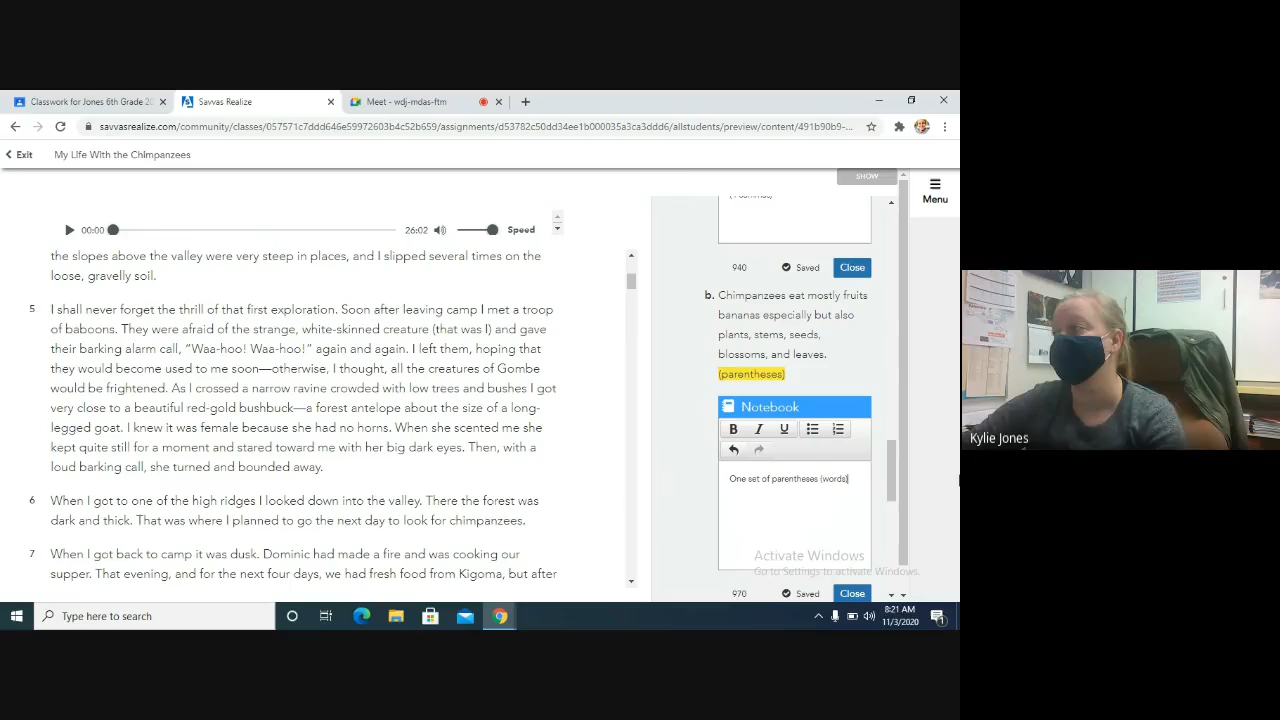 Classwork for Jones 6th Grade 20
Savvas Realize
Meet - wdj-mdas-ftm
savvasrealize.com/community/classes/057571c7ddd646e59972603b4c52b659/assignments/d53782c50dd34ee1b000035a3ca3ddd6/allstudents/preview/content/491b90b9-...
Exit
My Life With the Chimpanzees
SHOW
Menu
00:00
26:02
Speed
the slopes above the valley were very steep in places, and I slipped several times on the
loose, gravelly soil.
5 I shall never forget the thrill of that first exploration. Soon after leaving camp I met a troop
of baboons. They were afraid of the strange, white-skinned creature (that was I) and gave
their barking alarm call, “Waa-hoo! Waa-hoo!” again and again. I left them, hoping that
they would become used to me soon—otherwise, I thought, all the creatures of Gombe
would be frightened. As I crossed a narrow ravine crowded with low trees and bushes I got
very close to a beautiful red-gold bushbuck—a forest antelope about the size of a long-
legged goat. I knew it was female because she had no horns. When she scented me she
kept quite still for a moment and stared toward me with her big dark eyes. Then, with a
loud barking call, she turned and bounded away.
6 When I got to one of the high ridges I looked down into the valley. There the forest was
dark and thick. That was where I planned to go the next day to look for chimpanzees.
7 When I got back to camp it was dusk. Dominic had made a fire and was cooking our
supper. That evening, and for the next four days, we had fresh food from Kigoma, but after
940
Saved
Close
b. Chimpanzees eat mostly fruits
bananas especially but also
plants, stems, seeds,
blossoms, and leaves.
(parentheses)
Notebook
B I U
One set of parentheses (words)
970
Saved
Close
Activate Windows
Go to Settings to activate Windows.
Type here to search
8:21 AM
11/3/2020
1
Kylie Jones